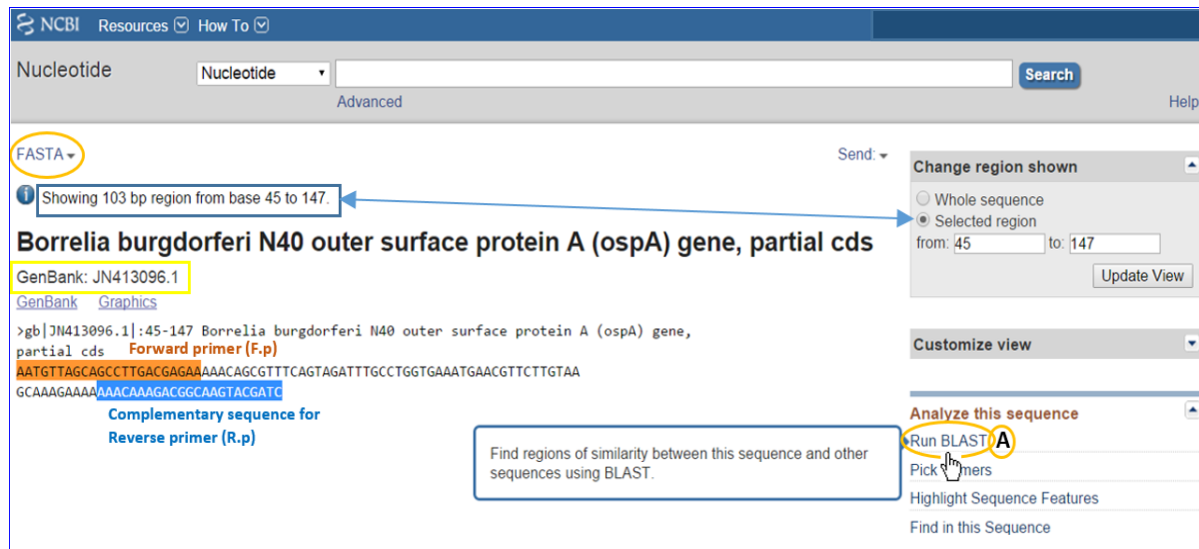 NCBI Resources How To
Nucleotide
Nucleotide
Search
Advanced
Help
FASTA
Send:
Showing 103 bp region from base 45 to 147.
Borrelia burgdorferi N40 outer surface protein A (ospA) gene, partial cds
GenBank: JN413096.1
GenBank Graphics
>gb|JN413096.1|:45-147 Borrelia burgdorferi N40 outer surface protein A (ospA) gene,
partial cds
Forward primer (F.p)
AATGTTAGCAGCCTTGACGAGAAAAACAGCGTTTCAGTAGATTTGCCTGGTGAAATGAACGTTCTTGTAA
GCAAAGAAAAAAACAAAGACGGCAAGTACGATC
Complementary sequence for
Reverse primer (R.p)
Change region shown
Whole sequence
Selected region
from: 45 to: 147
Update View
Customize view
Analyze this sequence
Run BLAST A
Pick mers
Highlight Sequence Features
Find in this Sequence
Find regions of similarity between this sequence and other
sequences using BLAST.